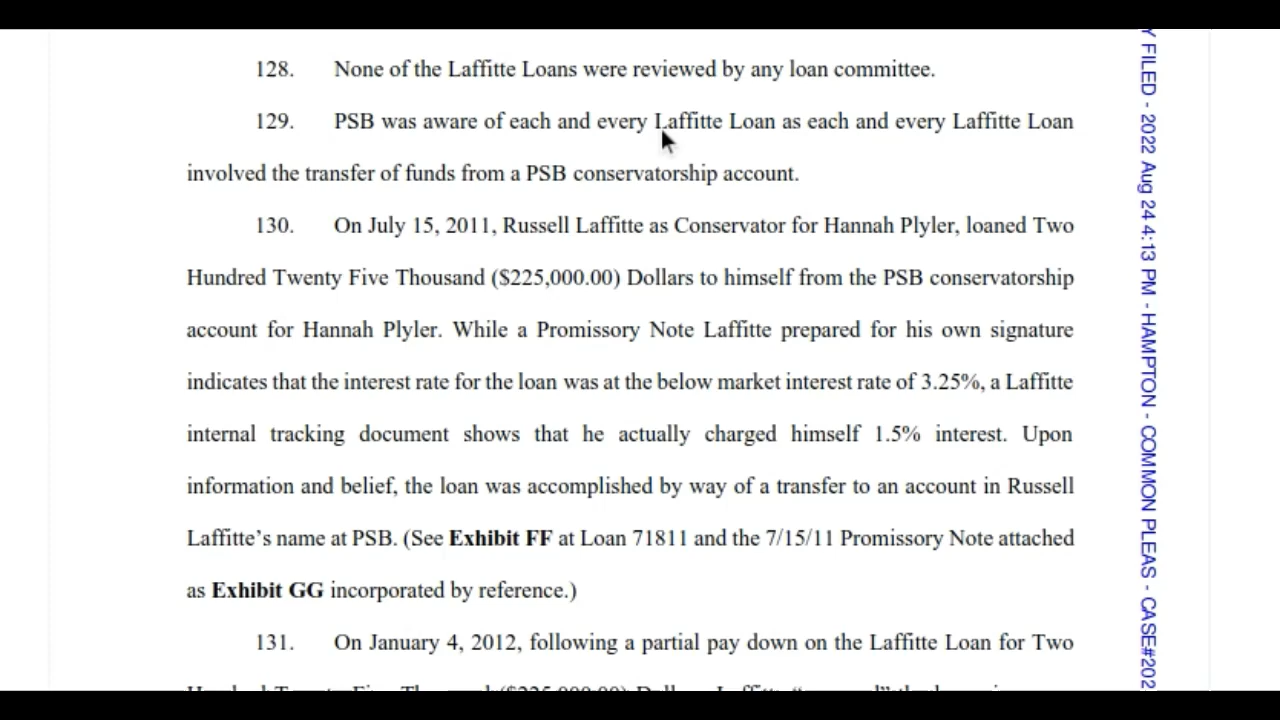 128. None of the Laffitte Loans were reviewed by any loan committee.
129. PSB was aware of each and every Laffitte Loan as each and every Laffitte Loan
involved the transfer of funds from a PSB conservatorship account.
130. On July 15, 2011, Russell Laffitte as Conservator for Hannah Plyler, loaned Two
Hundred Twenty Five Thousand ($225,000.00) Dollars to himself from the PSB conservatorship
account for Hannah Plyler. While a Promissory Note Laffitte prepared for his own signature
indicates that the interest rate for the loan was at the below market interest rate of 3.25%, a Laffitte
internal tracking document shows that he actually charged himself 1.5% interest. Upon
information and belief, the loan was accomplished by way of a transfer to an account in Russell
Laffitte’s name at PSB. (See Exhibit FF at Loan 71811 and the 7/15/11 Promissory Note attached
as Exhibit GG incorporated by reference.)
131. On January 4, 2012, following a partial pay down on the Laffitte Loan for Two
Y FILED - 2022 Aug 24 4:13 PM - HAMPTON - COMMON PLEAS - CASE#202